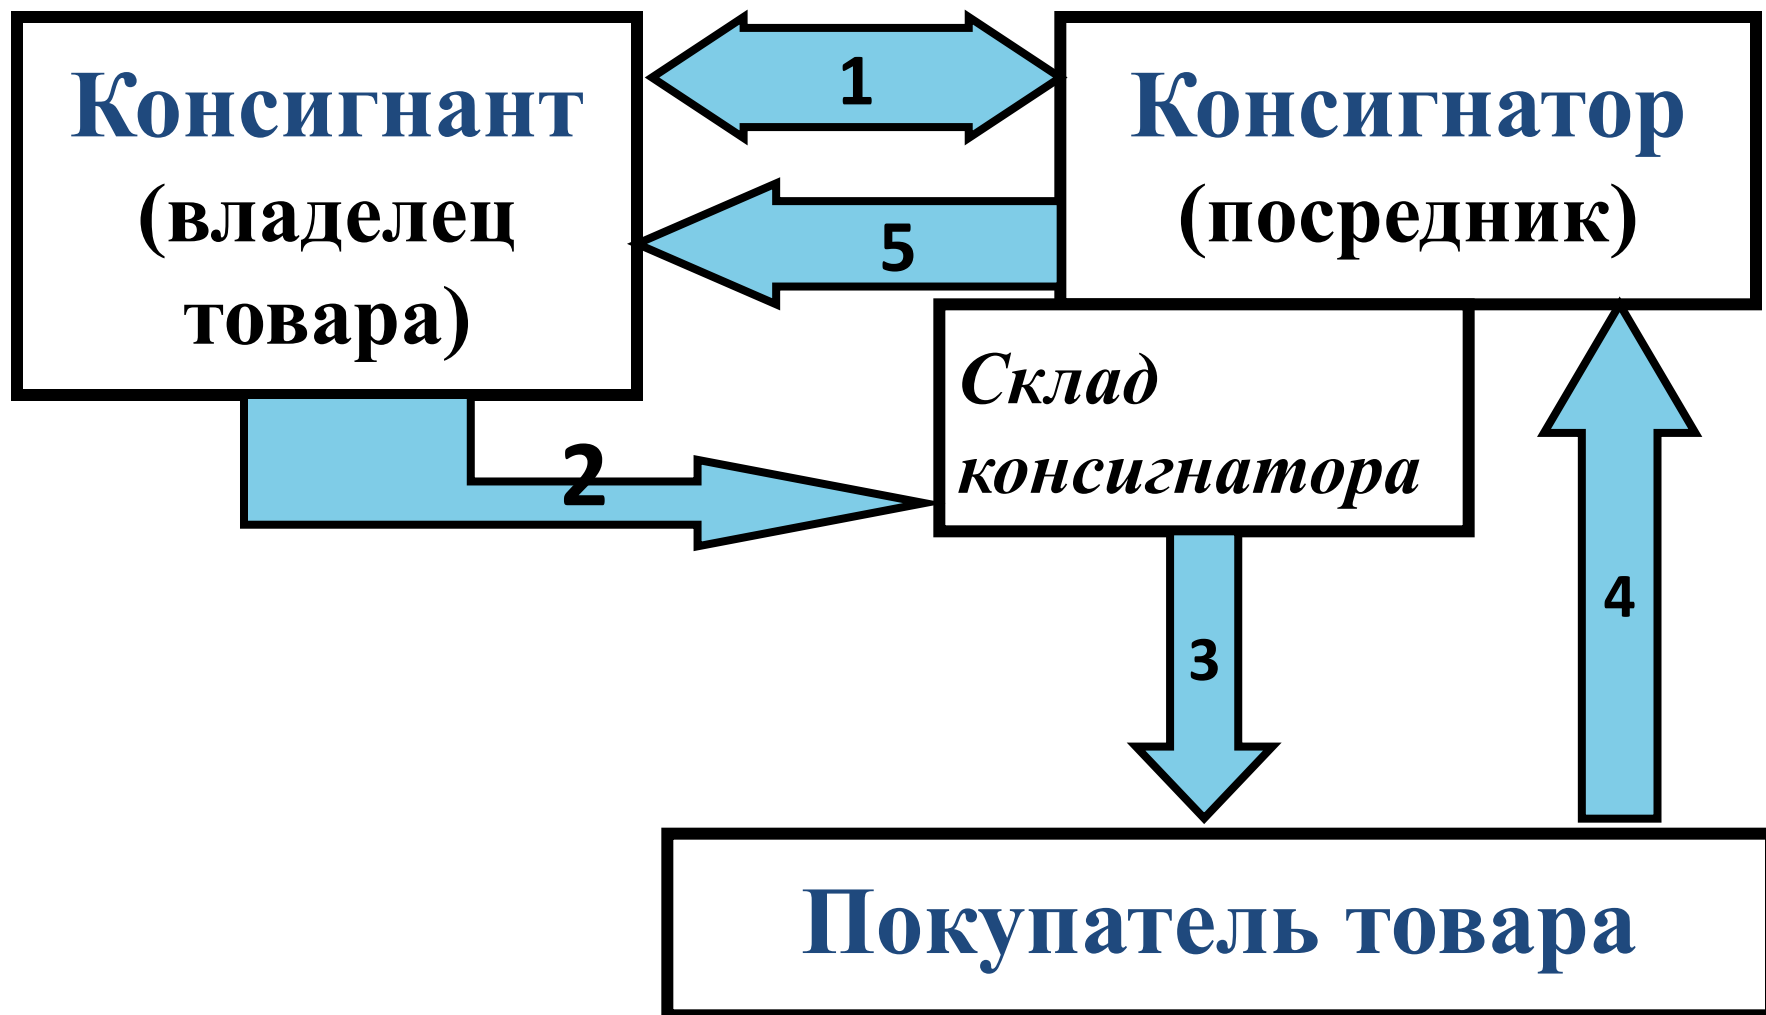 Консигнант
(владелец
товара)
1
5
Консигнатор
(посредник)
Склад
консигнатора
2
3
4
Покупатель товара